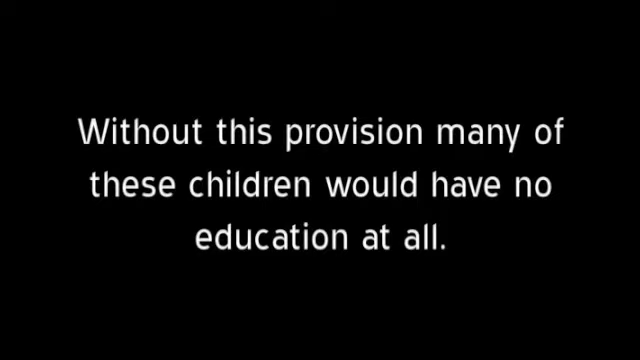 Without this provision many of
these children would have no
education at all.